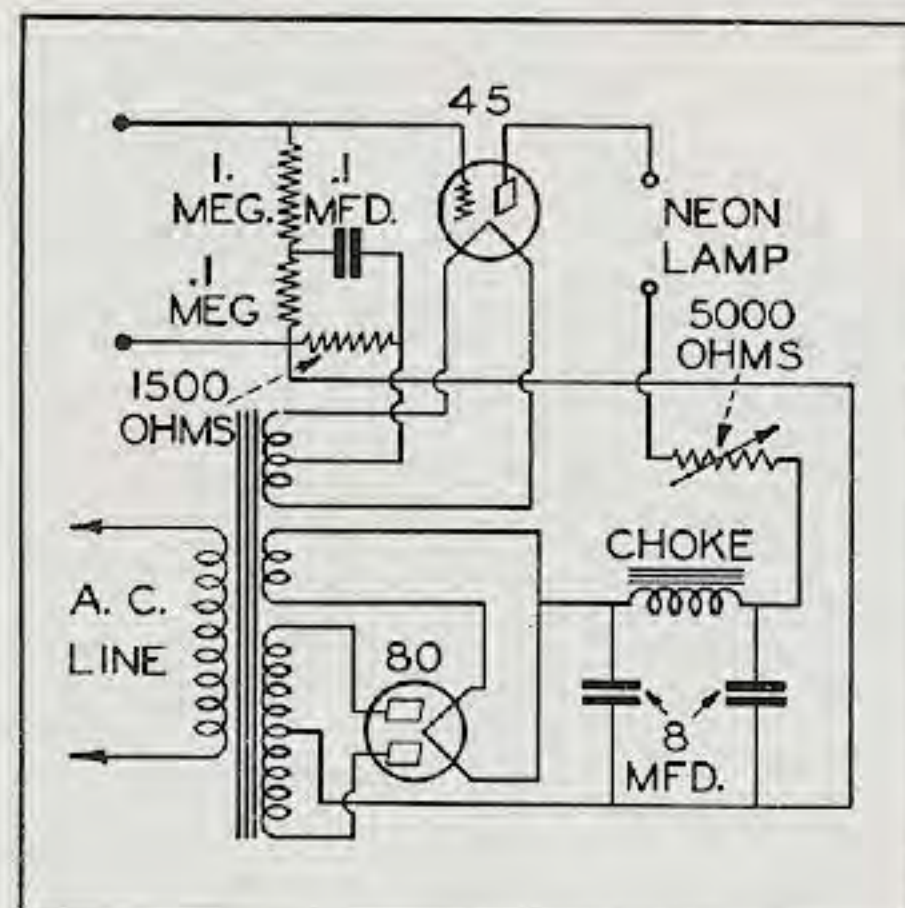 45
1.
MEG.
.1
MFD.
.1
MEG
NEON
LAMP
5000
OHMS
1500
OHMS
CHOKE
A. C.
LINE
80
8
MFD.